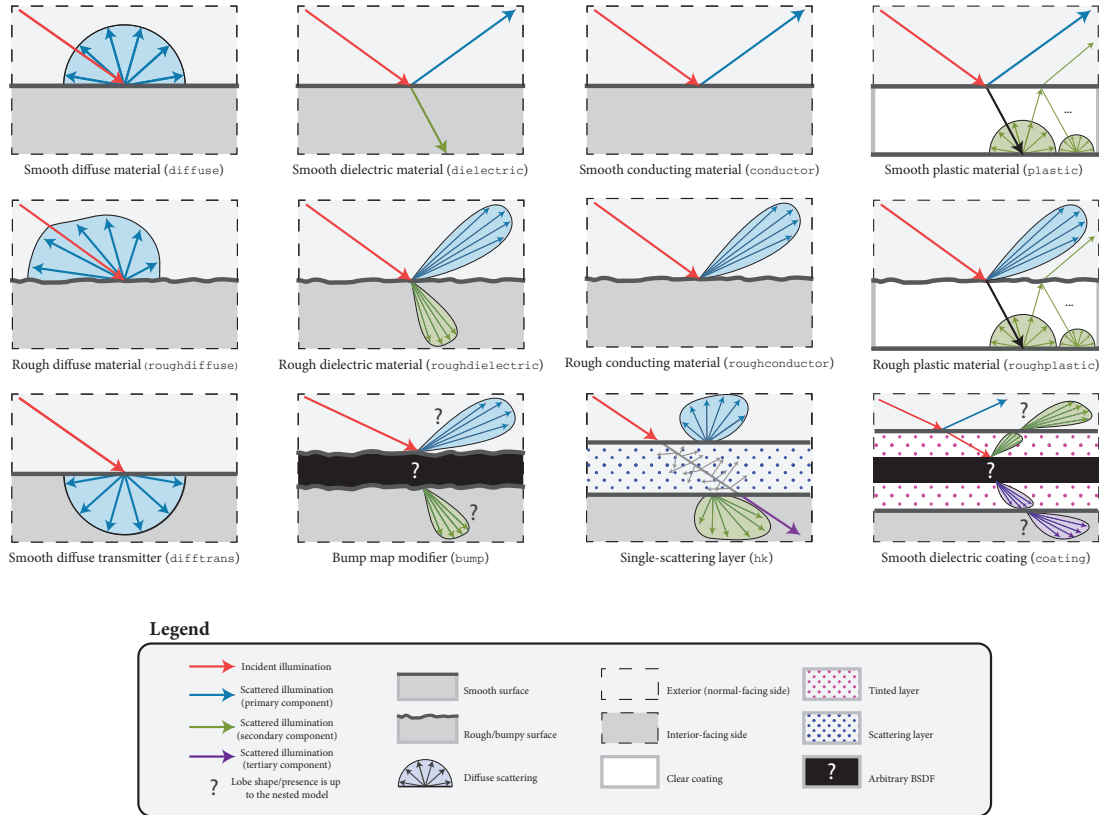 ...
Smooth diffuse material (diffuse)
Smooth dielectric material (dielectric)
Smooth conducting material (conductor)
Smooth plastic material (plastic)
...
Rough diffuse material (roughdiffuse)
Rough dielectric material (roughdielectric)
Rough conducting material (roughconductor)
Rough plastic material (roughplastic)
?
?
?
?
?
?
Smooth diffuse transmitter (difftrans)
Bump map modifier (bump)
Single-scattering layer (hk)
Smooth dielectric coating (coating)
Legend
Incident illumination
Scattered illumination
(primary component)
Scattered illumination
(secondary component)
Scattered illumination
(tertiary component)
? Lobe shape/presence is up
to the nested model
Smooth surface
Rough/bumpy surface
Diffuse scattering
Exterior (normal-facing side)
Interior-facing side
Clear coating
Tinted layer
Scattering layer
? Arbitrary BSDF